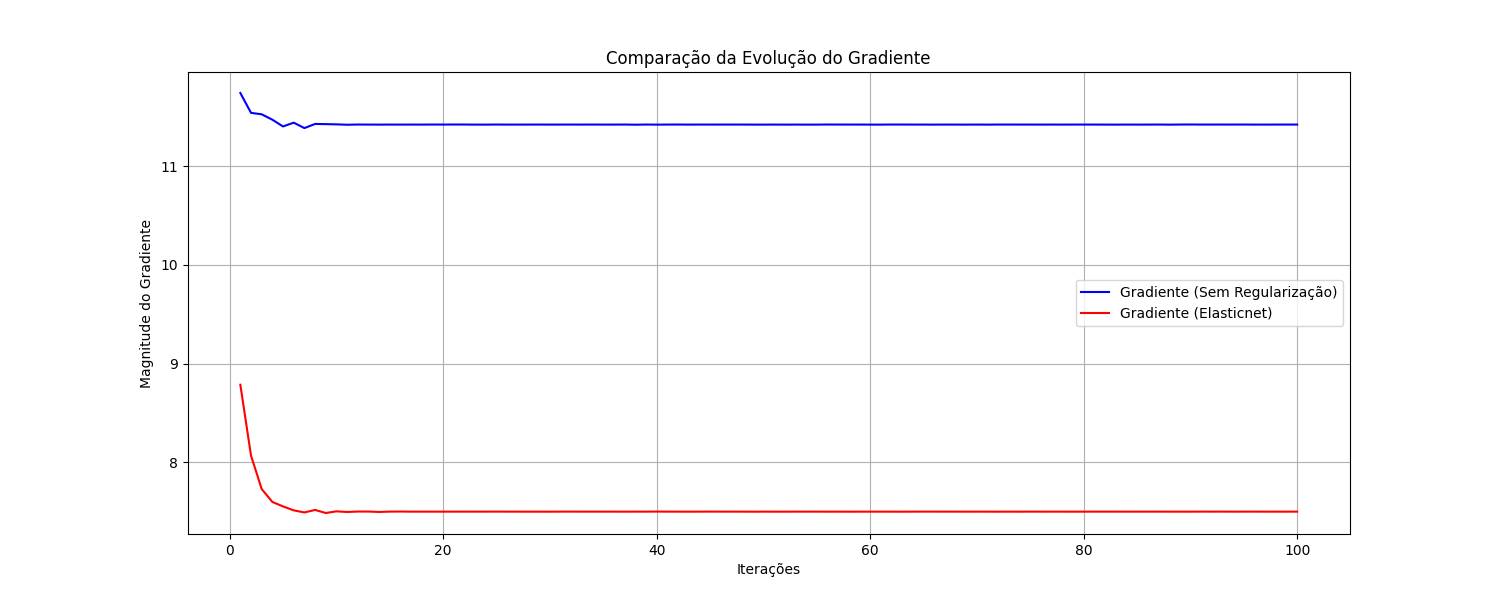 Comparação da Evolução do Gradiente
Magnitude do Gradiente
11
10
9
8
Gradiente (Sem Regularização)
Gradiente (Elasticnet)
0 20 40 60 80 100
Iterações